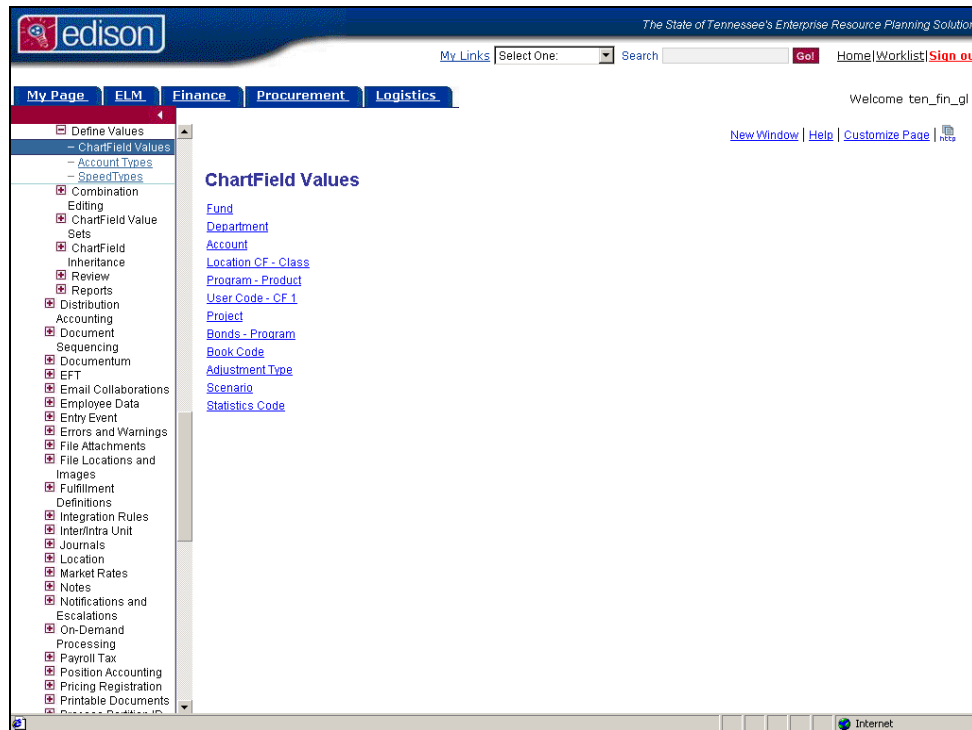 edison
The State of Tennessee's Enterprise Resource Planning Solution
My Links Select One: Search Go! Home|Worklist|Sign ou
My Page ELM Finance Procurement Logistics
Welcome ten_fin_gl
New Window | Help | Customize Page | http
Define Values
ChartField Values
Account Types
SpeedTypes
Combination
Editing
ChartField Value
Sets
ChartField
Inheritance
Review
Reports
Distribution
Accounting
Document
Sequencing
Documentum
EFT
Email Collaborations
Employee Data
Entry Event
Errors and Warnings
File Attachments
File Locations and
Images
Fulfillment
Definitions
Integration Rules
Inter/Intra Unit
Journals
Location
Market Rates
Notes
Notifications and
Escalations
On-Demand
Processing
Payroll Tax
Position Accounting
Pricing Registration
Printable Documents
ChartField Values
Fund
Department
Account
Location CF - Class
Program - Product
User Code - CF 1
Project
Bonds - Program
Book Code
Adjustment Type
Scenario
Statistics Code
Internet